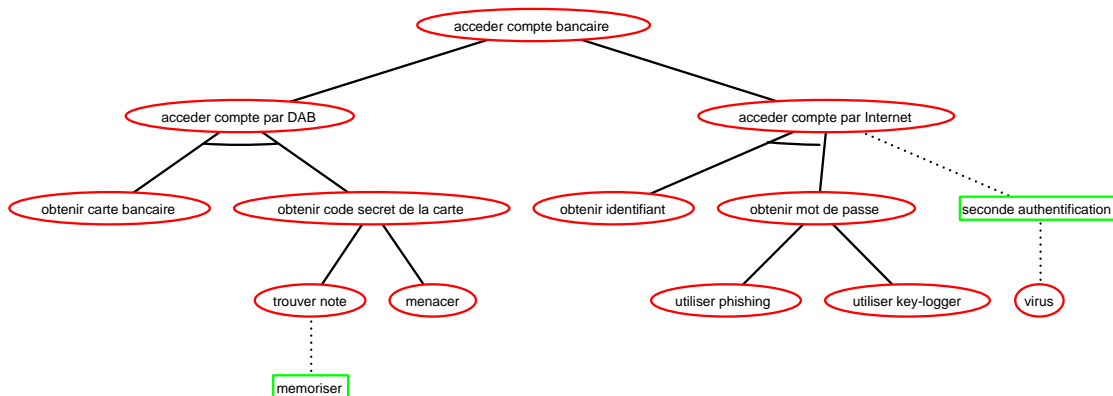 acceder compte bancaire
acceder compte par DAB
acceder compte par Internet
obtenir carte bancaire
obtenir code secret de la carte
obtenir identifiant
obtenir mot de passe
seconde authentification
trouver note
menacer
utiliser phishing
utiliser key-logger
virus
memoriser